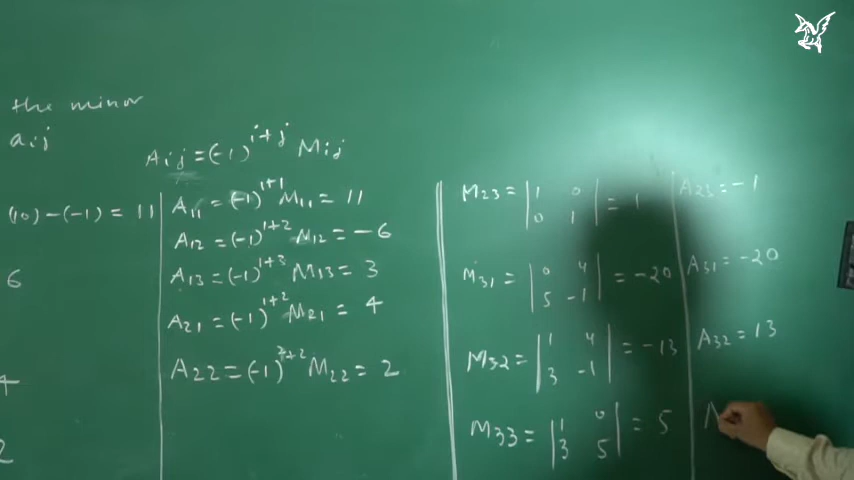 the minor
aij
Aij = (-1)^i+j Mij
(10) - (-1) = 11
6
4
2
A11 = (-1)^1+1 M11 = 11
A12 = (-1)^1+2 M12 = -6
A13 = (-1)^1+3 M13 = 3
A21 = (-1)^1+2 M21 = 4
A22 = (-1)^2+2 M22 = 2
M23 = | 1 0 | = 1
| 0 1 |
M31 = | 0 4 | = -20
| 5 -1 |
M32 = | 1 4 | = -13
| 3 -1 |
M33 = | 1 0 | = 5
| 3 5 |
A23 = -1
A31 = -20
A32 = 13
A